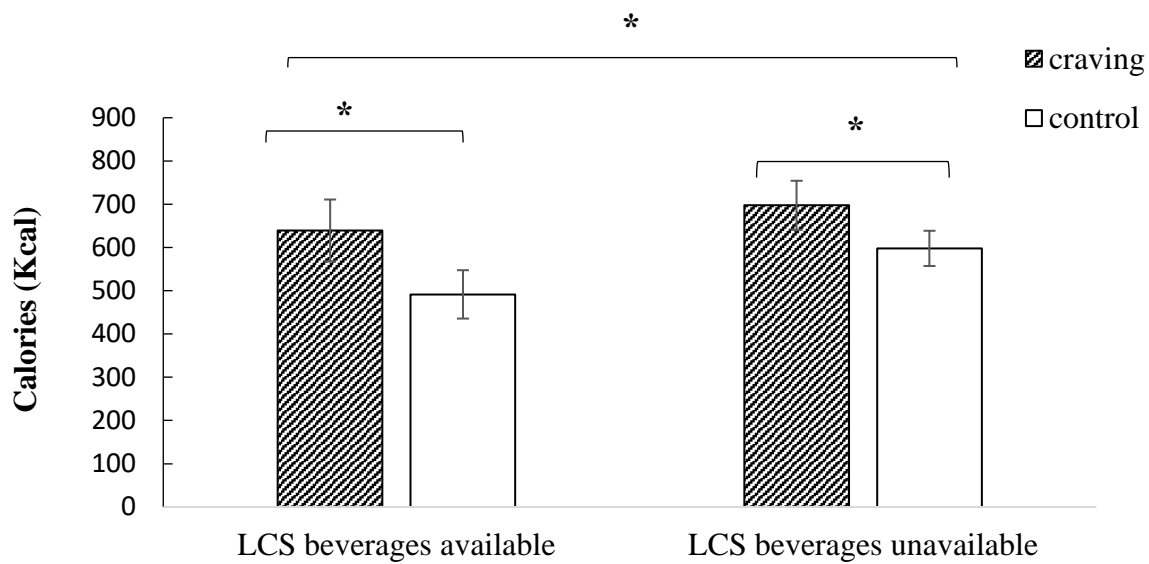 *
craving
control
*
*
900
800
700
600
500
400
300
200
100
0
Calories (Kcal)
LCS beverages available
LCS beverages unavailable